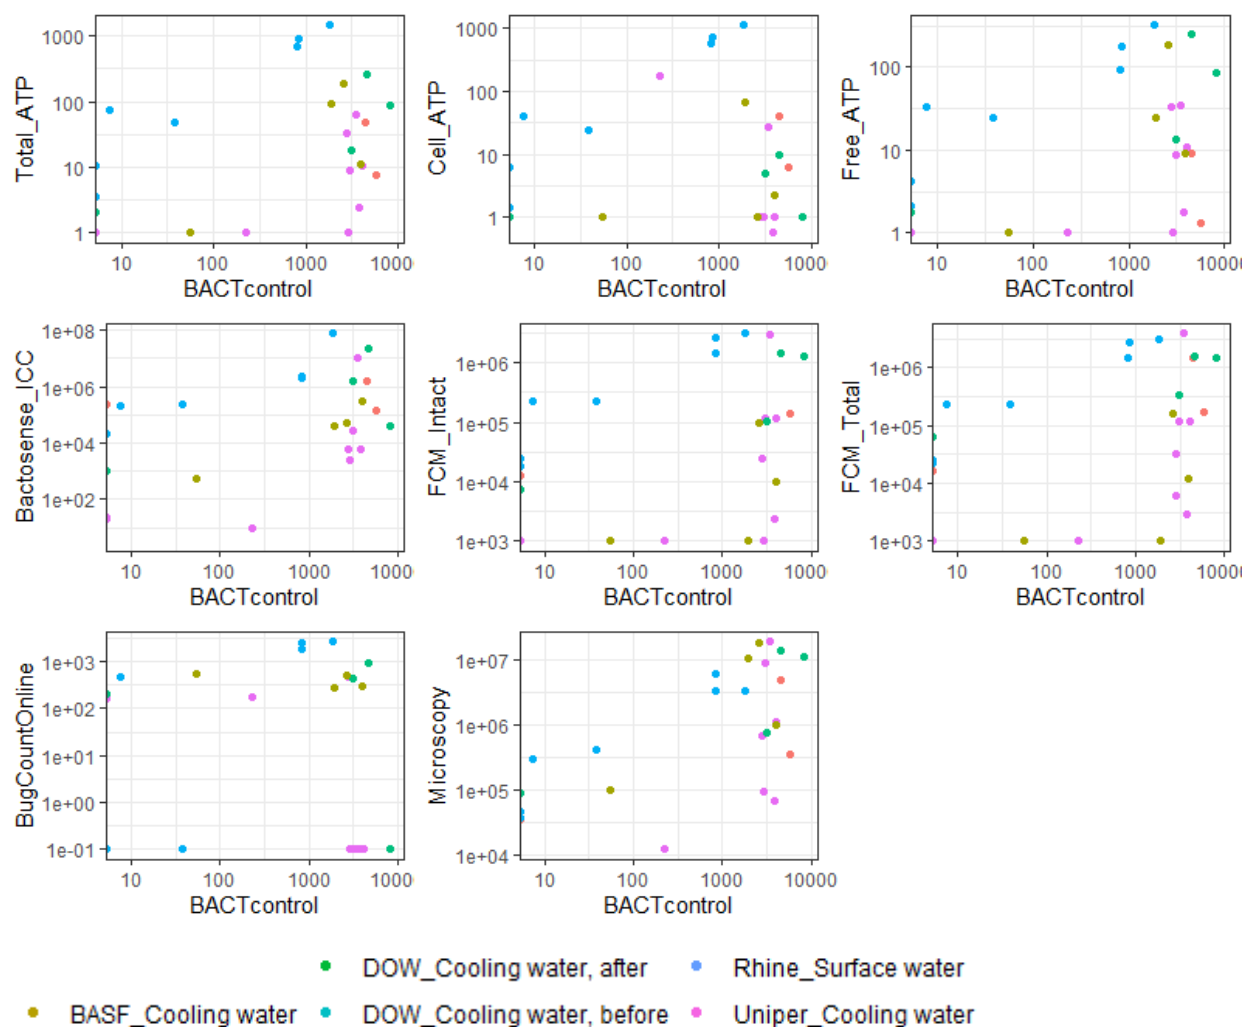 1000
100
10
1
Total_ATP
10 100 1000 1000
BACTcontrol
1000
100
10
1
Cell_ATP
10 100 1000 1000
BACTcontrol
100
10
1
Free_ATP
10 100 1000 10000
BACTcontrol
1e+08
1e+06
1e+04
1e+02
Bactosense_ICC
10 100 1000 1000
BACTcontrol
1e+06
1e+05
1e+04
1e+03
FCM_Intact
10 100 1000 10000
BACTcontrol
1e+06
1e+05
1e+04
1e+03
FCM_Total
10 100 1000 10000
BACTcontrol
1e+03
1e+02
1e+01
1e+00
1e-01
BugCountOnline
10 100 1000 1000
BACTcontrol
1e+07
1e+06
1e+05
1e+04
Microscopy
10 100 1000 10000
BACTcontrol
DOW_Cooling water, after Rhine_Surface water
BASF_Cooling water DOW_Cooling water, before Uniper_Cooling water